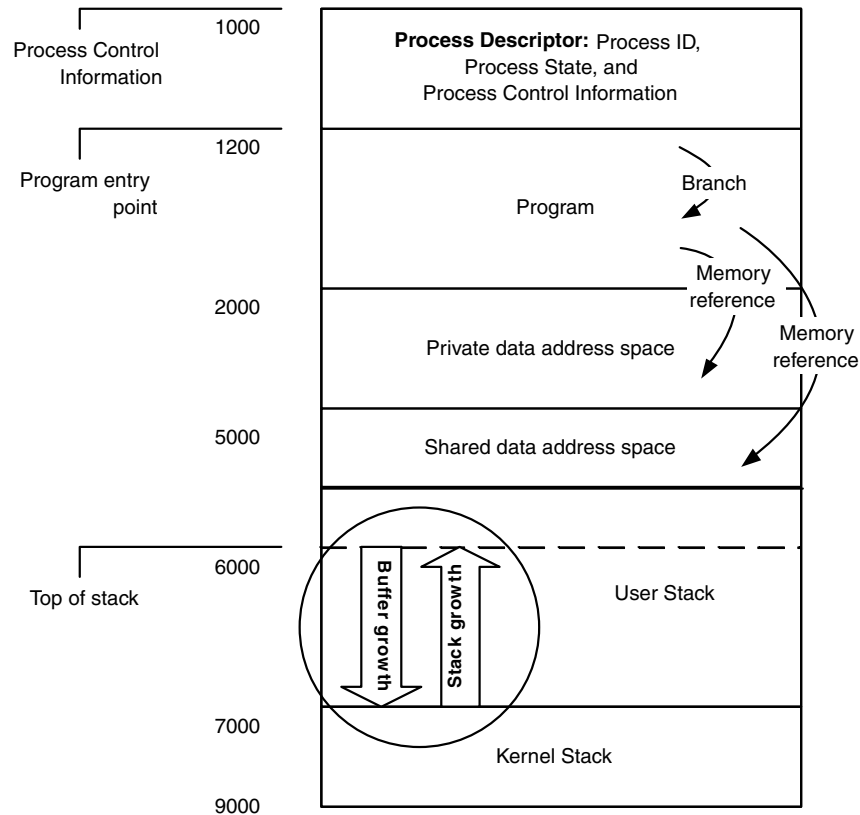 1000
Process Control
Information
Process Descriptor: Process ID,
Process State, and
Process Control Information
1200
Program entry
point
Program
Branch
Memory
reference
2000
Private data address space
Memory
reference
5000
Shared data address space
6000
Top of stack
Buffer growth
Stack growth
User Stack
7000
Kernel Stack
9000